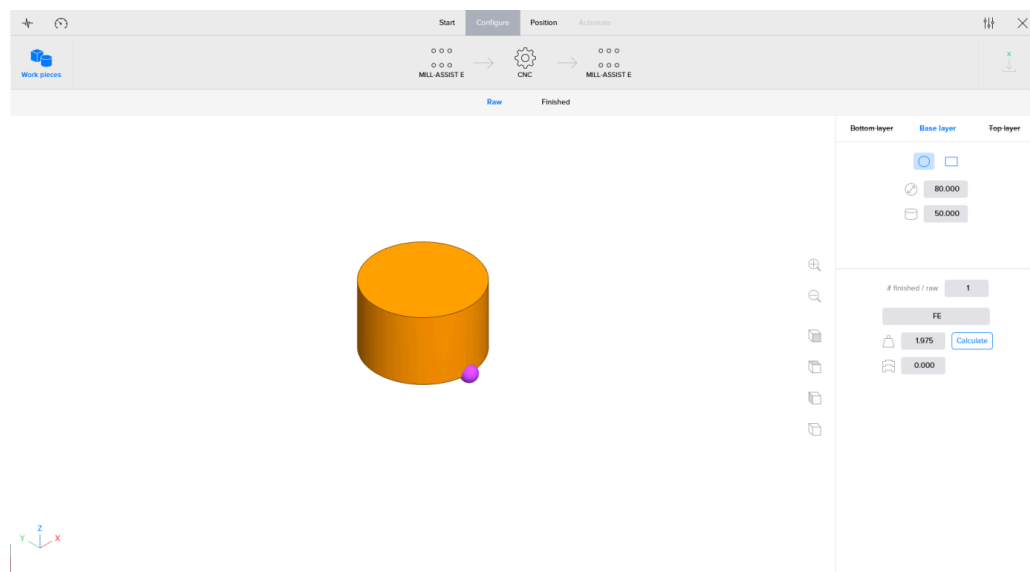 Start Configure Position Automate
Work pieces
MILL-ASSIST E CNC MILL-ASSIST E
Raw Finished
Bottom layer Base layer Top layer
80.000
50.000
# finished / raw 1
FE
1.975 Calculate
0.000
Z
Y X